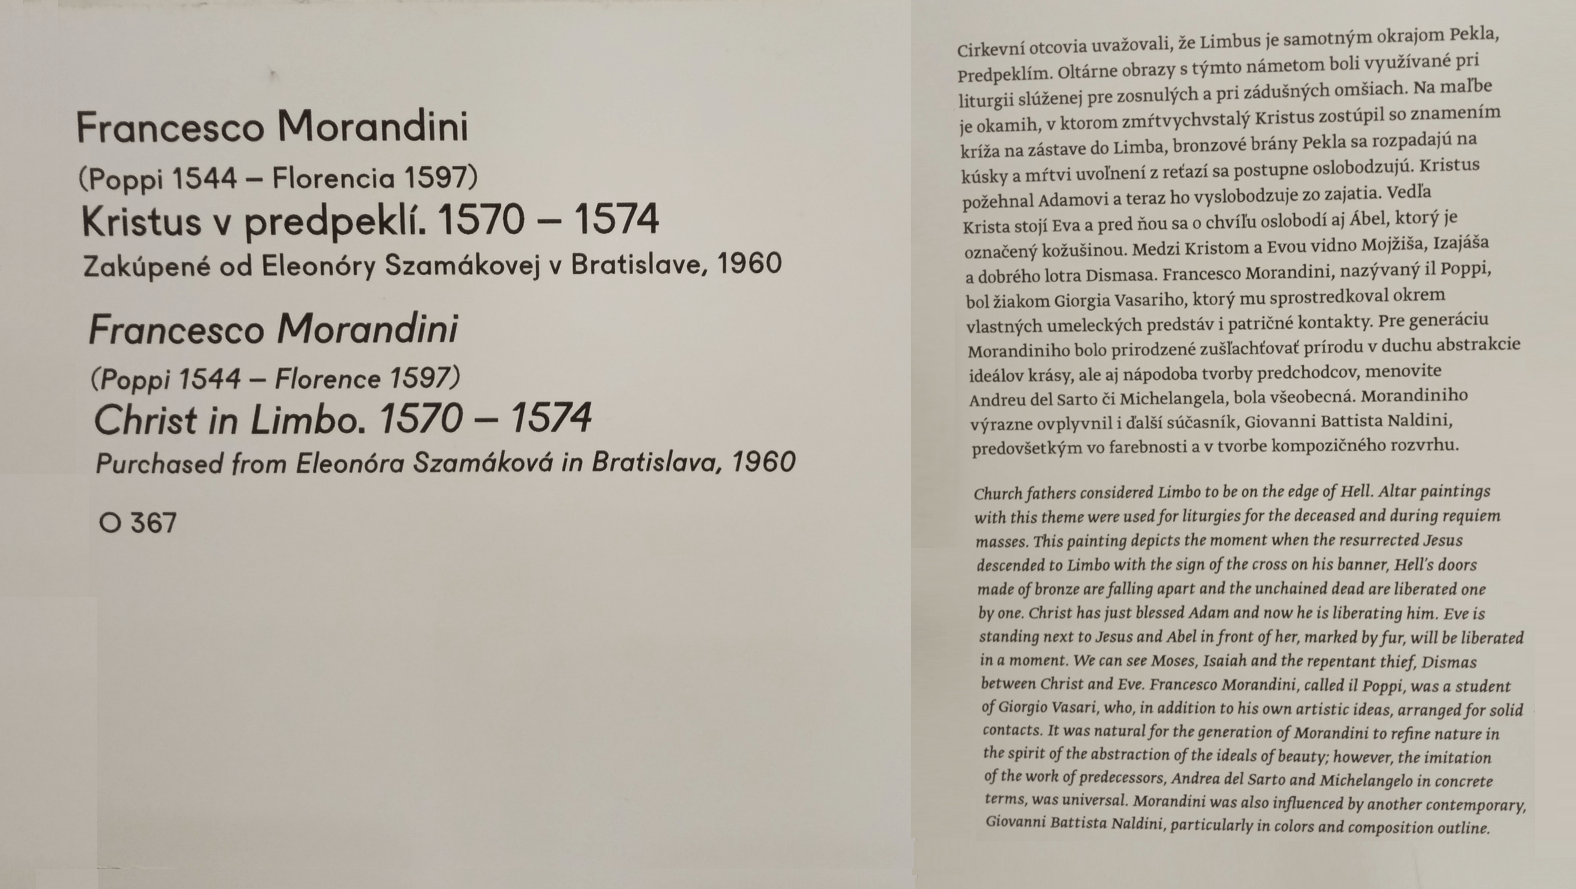 Francesco Morandini
(Poppi 1544 – Florencia 1597)
Kristus v predpeklí. 1570 – 1574
Zakúpené od Eleonóry Szamákovej v Bratislave, 1960
Francesco Morandini
(Poppi 1544 – Florence 1597)
Christ in Limbo. 1570 – 1574
Purchased from Eleonóra Szamáková in Bratislava, 1960
O 367
Cirkevní otcovia uvažovali, že Limbus je samotným okrajom Pekla,
Predpeklím. Oltárne obrazy s týmto námetom boli využívané pri
liturgii slúženej pre zosnulých a pri zádušných omšiach. Na maľbe
je okamih, v ktorom zmŕtvychvstalý Kristus zostúpil so znamením
kríža na zástave do Limba, bronzové brány Pekla sa rozpadajú na
kúsky a mŕtvi uvoľnení z reťazí sa postupne oslobodzujú. Kristus
požehnal Adamovi a teraz ho vyslobodzuje zo zajatia. Vedľa
Krista stojí Eva a pred ňou sa o chvíľu oslobodí aj Ábel, ktorý je
označený kožušinou. Medzi Kristom a Evou vidno Mojžiša, Izajáša
a dobrého lotra Dismasa. Francesco Morandini, nazývaný il Poppi,
bol žiakom Giorgia Vasariho, ktorý mu sprostredkoval okrem
vlastných umeleckých predstáv i patričné kontakty. Pre generáciu
Morandiniho bolo prirodzené zušľachťovať prírodu v duchu abstrakcie
ideálov krásy, ale aj nápodoba tvorby predchodcov, menovite
Andreu del Sarto či Michelangela, bola všeobecná. Morandiniho
výrazne ovplyvnil i ďalší súčasník, Giovanni Battista Naldini,
predovšetkým vo farebnosti a v tvorbe kompozičného rozvrhu.
Church fathers considered Limbo to be on the edge of Hell. Altar paintings
with this theme were used for liturgies for the deceased and during requiem
masses. This painting depicts the moment when the resurrected Jesus
descended to Limbo with the sign of the cross on his banner, Hell's doors
made of bronze are falling apart and the unchained dead are liberated one
by one. Christ has just blessed Adam and now he is liberating him. Eve is
standing next to Jesus and Abel in front of her, marked by fur, will be liberated
in a moment. We can see Moses, Isaiah and the repentant thief, Dismas
between Christ and Eve. Francesco Morandini, called il Poppi, was a student
of Giorgio Vasari, who, in addition to his own artistic ideas, arranged for solid
contacts. It was natural for the generation of Morandini to refine nature in
the spirit of the abstraction of the ideals of beauty; however, the imitation
of the work of predecessors, Andrea del Sarto and Michelangelo in concrete
terms, was universal. Morandini was also influenced by another contemporary,
Giovanni Battista Naldini, particularly in colors and composition outline.